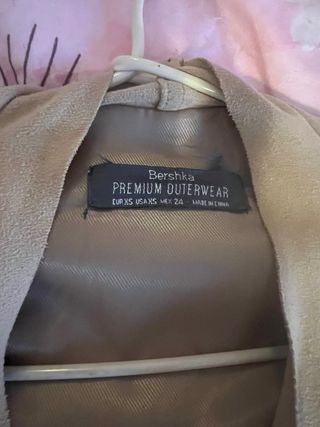 Bershka
PREMIUM OUTERWEAR
EUR XS USA XS MEX 24 - MADE IN CHINA